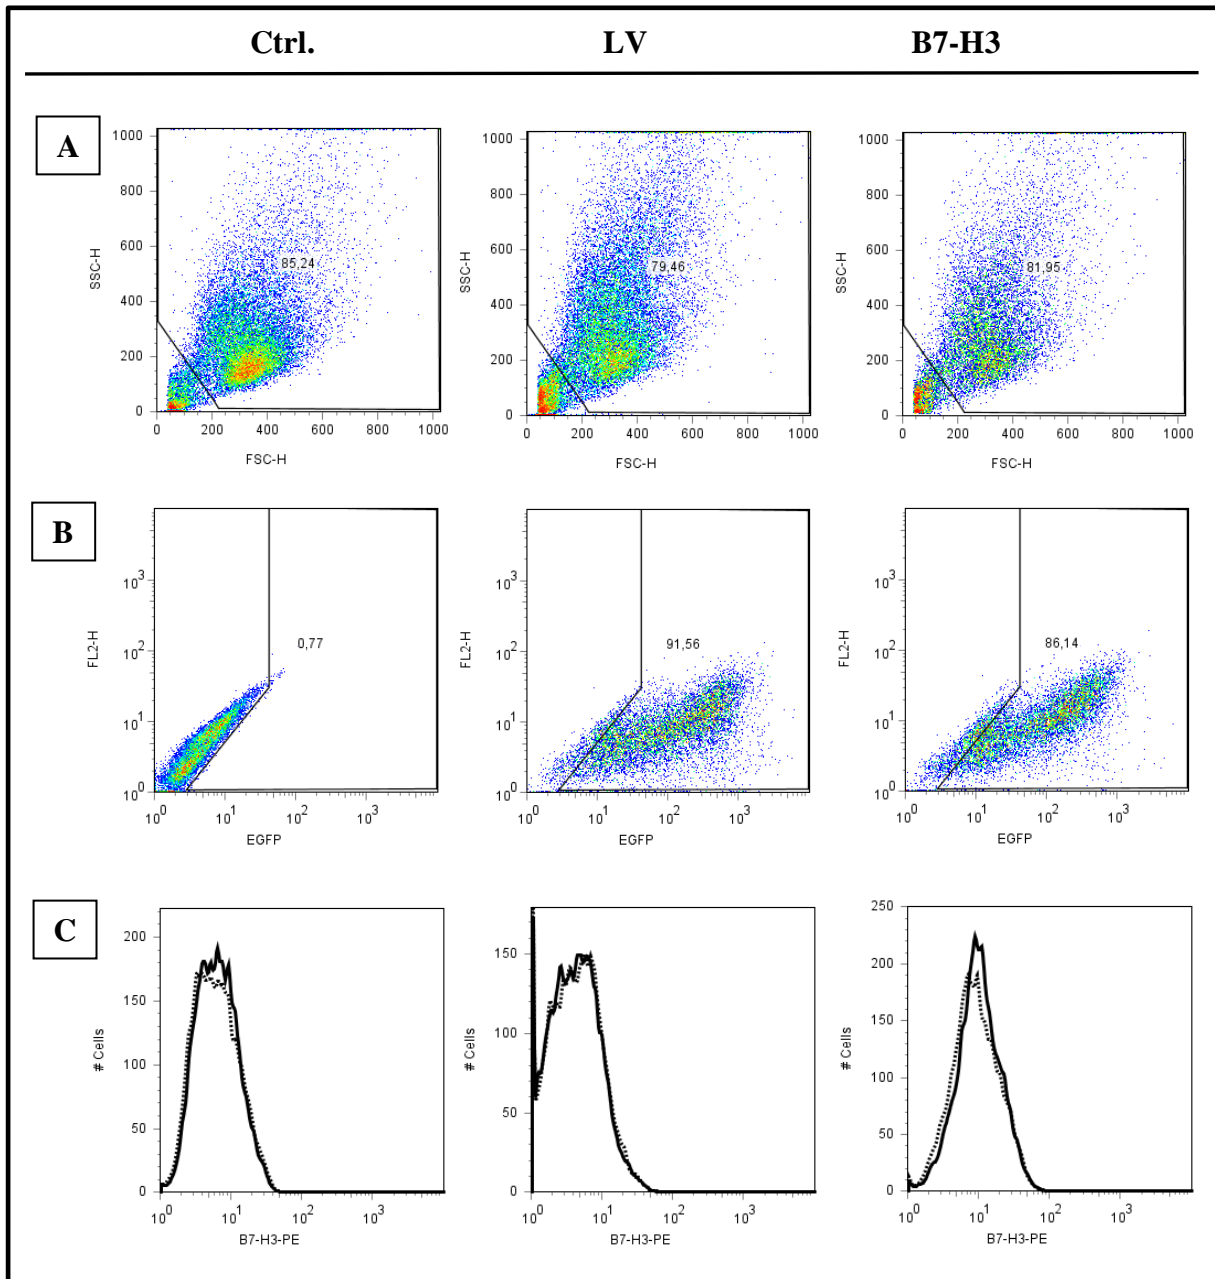 Ctrl. LV B7-H3
A
1000
800
600
400
200
0
SSC-H
85,24
0 200 400 600 800 1000
FSC-H
1000
800
600
400
200
0
SSC-H
79,46
0 200 400 600 800 1000
FSC-H
1000
800
600
400
200
0
SSC-H
81,95
0 200 400 600 800 1000
FSC-H
B
10³
10²
10¹
10⁰
FL2-H
0,77
10⁰ 10¹ 10² 10³
EGFP
10³
10²
10¹
10⁰
FL2-H
91,56
10⁰ 10¹ 10² 10³
EGFP
10³
10²
10¹
10⁰
FL2-H
86,14
10⁰ 10¹ 10² 10³
EGFP
C
200
150
100
50
0
# Cells
10⁰ 10¹ 10² 10³
B7-H3-PE
150
100
50
0
# Cells
10⁰ 10¹ 10² 10³
B7-H3-PE
250
200
150
100
50
0
# Cells
10⁰ 10¹ 10² 10³
B7-H3-PE